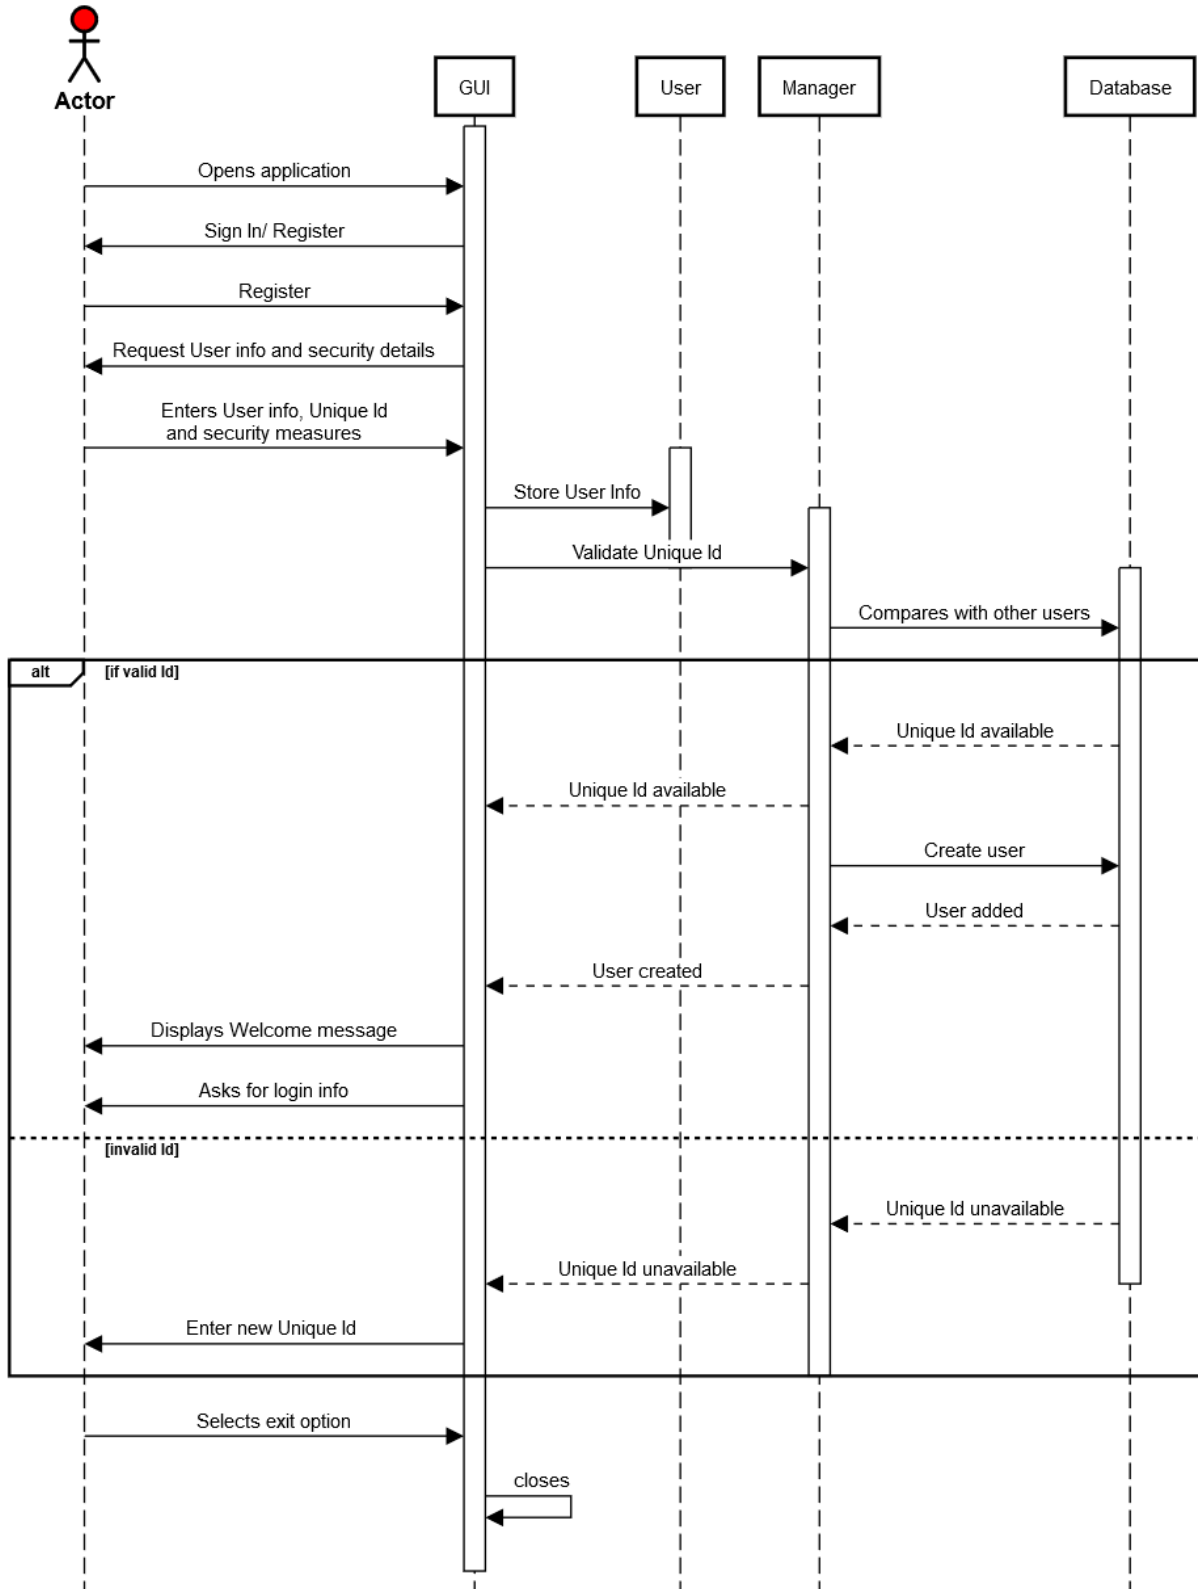 Actor
GUI
User
Manager
Database
Opens application
Sign In/ Register
Register
Request User info and security details
Enters User info, Unique Id
and security measures
Store User Info
Validate Unique Id
Compares with other users
alt
[if valid Id]
Unique Id available
Unique Id available
Create user
User added
User created
Displays Welcome message
Asks for login info
[invalid Id]
Unique Id unavailable
Unique Id unavailable
Enter new Unique Id
Selects exit option
closes